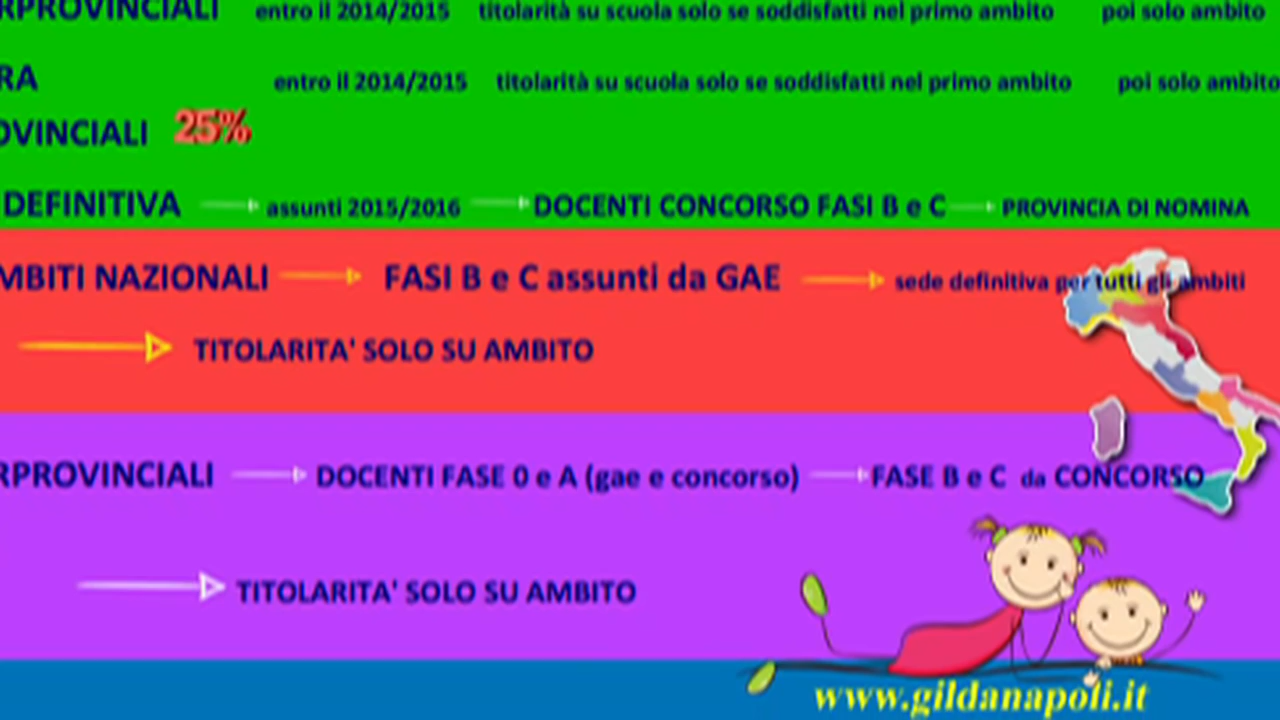 RPROVINCIALI entro il 2014/2015 titolarità su scuola solo se soddisfatti nel primo ambito poi solo ambito
RA entro il 2014/2015 titolarità su scuola solo se soddisfatti nel primo ambito poi solo ambito
OVINCIALI 25%
DEFINITIVA assunti 2015/2016 DOCENTI CONCORSO FASI B e C PROVINCIA DI NOMINA
MBITI NAZIONALI FASI B e C assunti da GAE sede definitiva per tutti gli ambiti
TITOLARITA' SOLO SU AMBITO
RPROVINCIALI DOCENTI FASE 0 e A (gae e concorso) FASE B e C da CONCORSO
TITOLARITA' SOLO SU AMBITO
www.gildanapoli.it